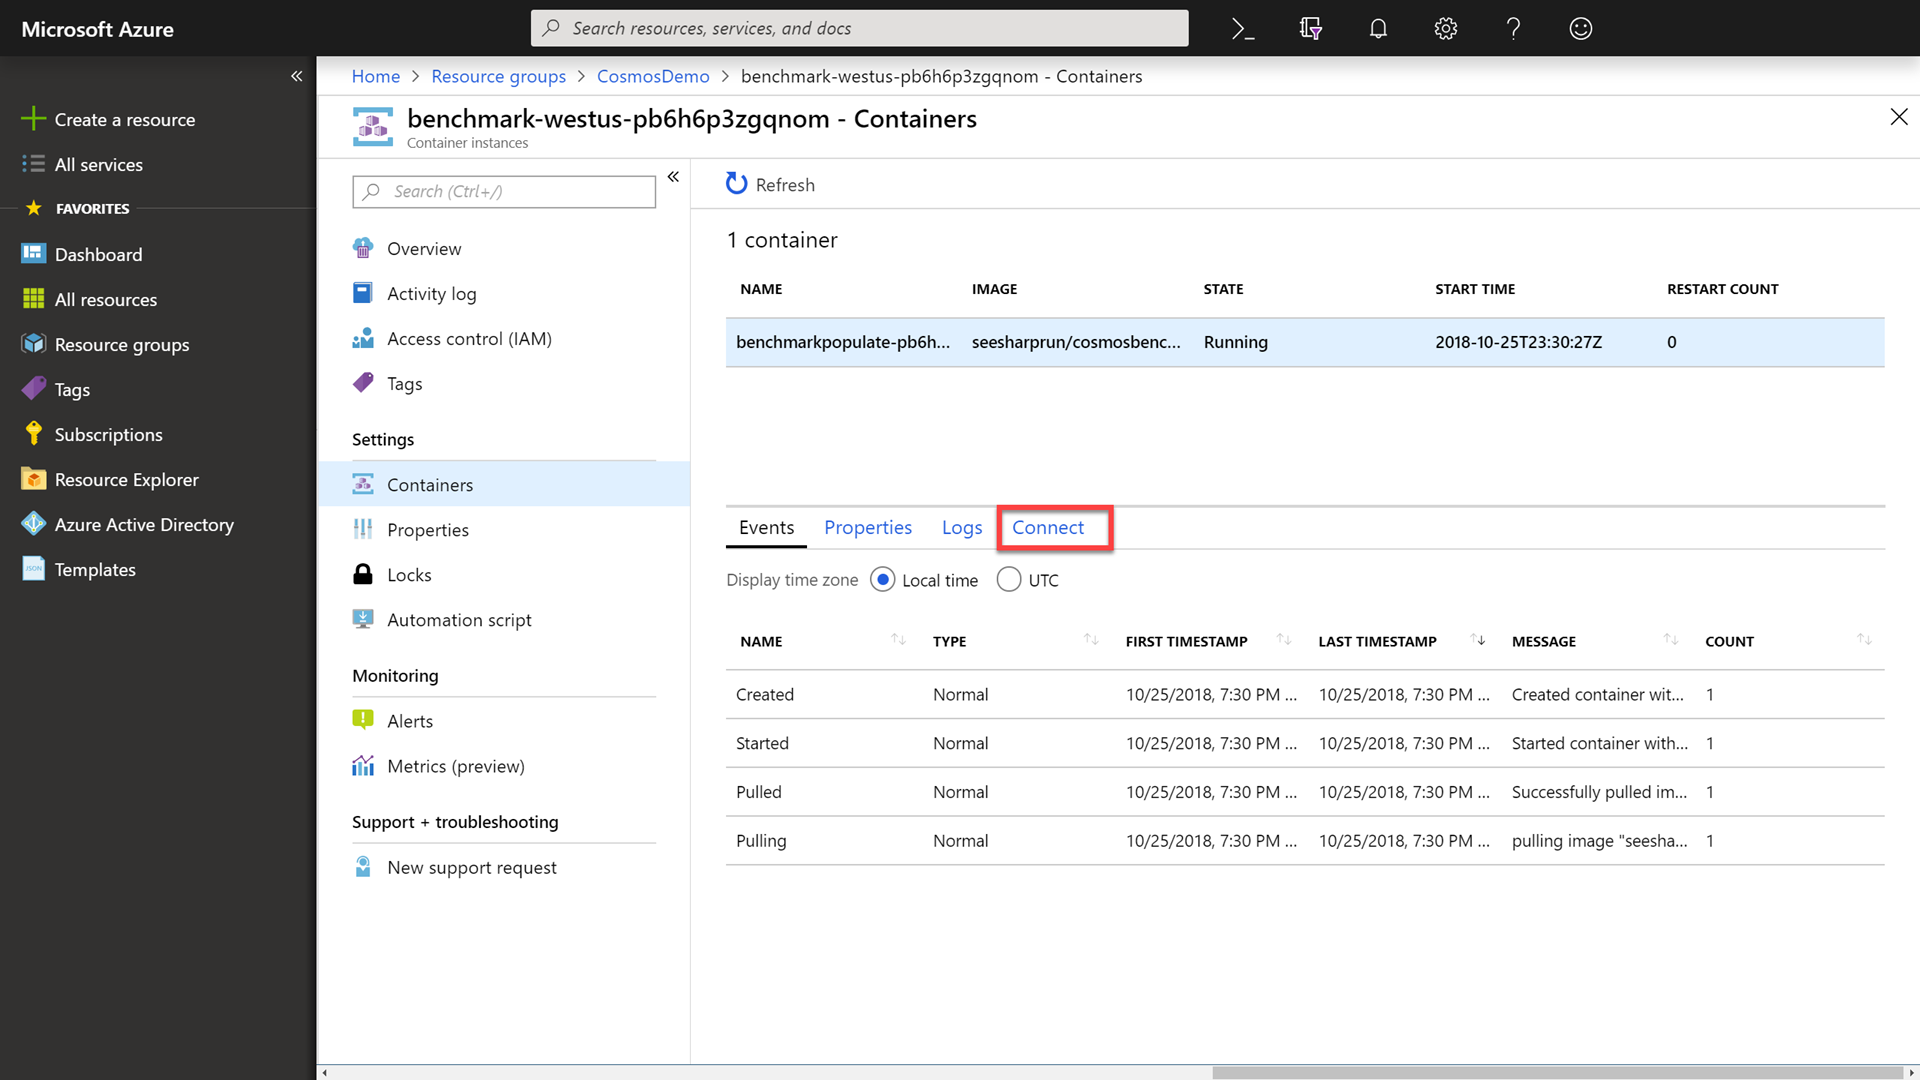 Microsoft Azure
Search resources, services, and docs
Create a resource
All services
FAVORITES
Dashboard
All resources
Resource groups
Tags
Subscriptions
Resource Explorer
Azure Active Directory
JSON
Templates
Home > Resource groups > CosmosDemo > benchmark-westus-pb6h6p3zgqnom - Containers
benchmark-westus-pb6h6p3zgqnom - Containers
Container instances
Search (Ctrl+/)
Overview
Activity log
Access control (IAM)
Tags
Settings
Containers
Properties
Locks
Automation script
Monitoring
Alerts
Metrics (preview)
Support + troubleshooting
New support request
Refresh
1 container
NAME IMAGE STATE START TIME RESTART COUNT
benchmarkpopulate-pb6h... seesharprun/cosmosbenc... Running 2018-10-25T23:30:27Z 0
Events Properties Logs Connect
Display time zone Local time UTC
NAME TYPE FIRST TIMESTAMP LAST TIMESTAMP MESSAGE COUNT
Created Normal 10/25/2018, 7:30 PM ... 10/25/2018, 7:30 PM ... Created container wit... 1
Started Normal 10/25/2018, 7:30 PM ... 10/25/2018, 7:30 PM ... Started container with... 1
Pulled Normal 10/25/2018, 7:30 PM ... 10/25/2018, 7:30 PM ... Successfully pulled im... 1
Pulling Normal 10/25/2018, 7:30 PM ... 10/25/2018, 7:30 PM ... pulling image "seesha... 1